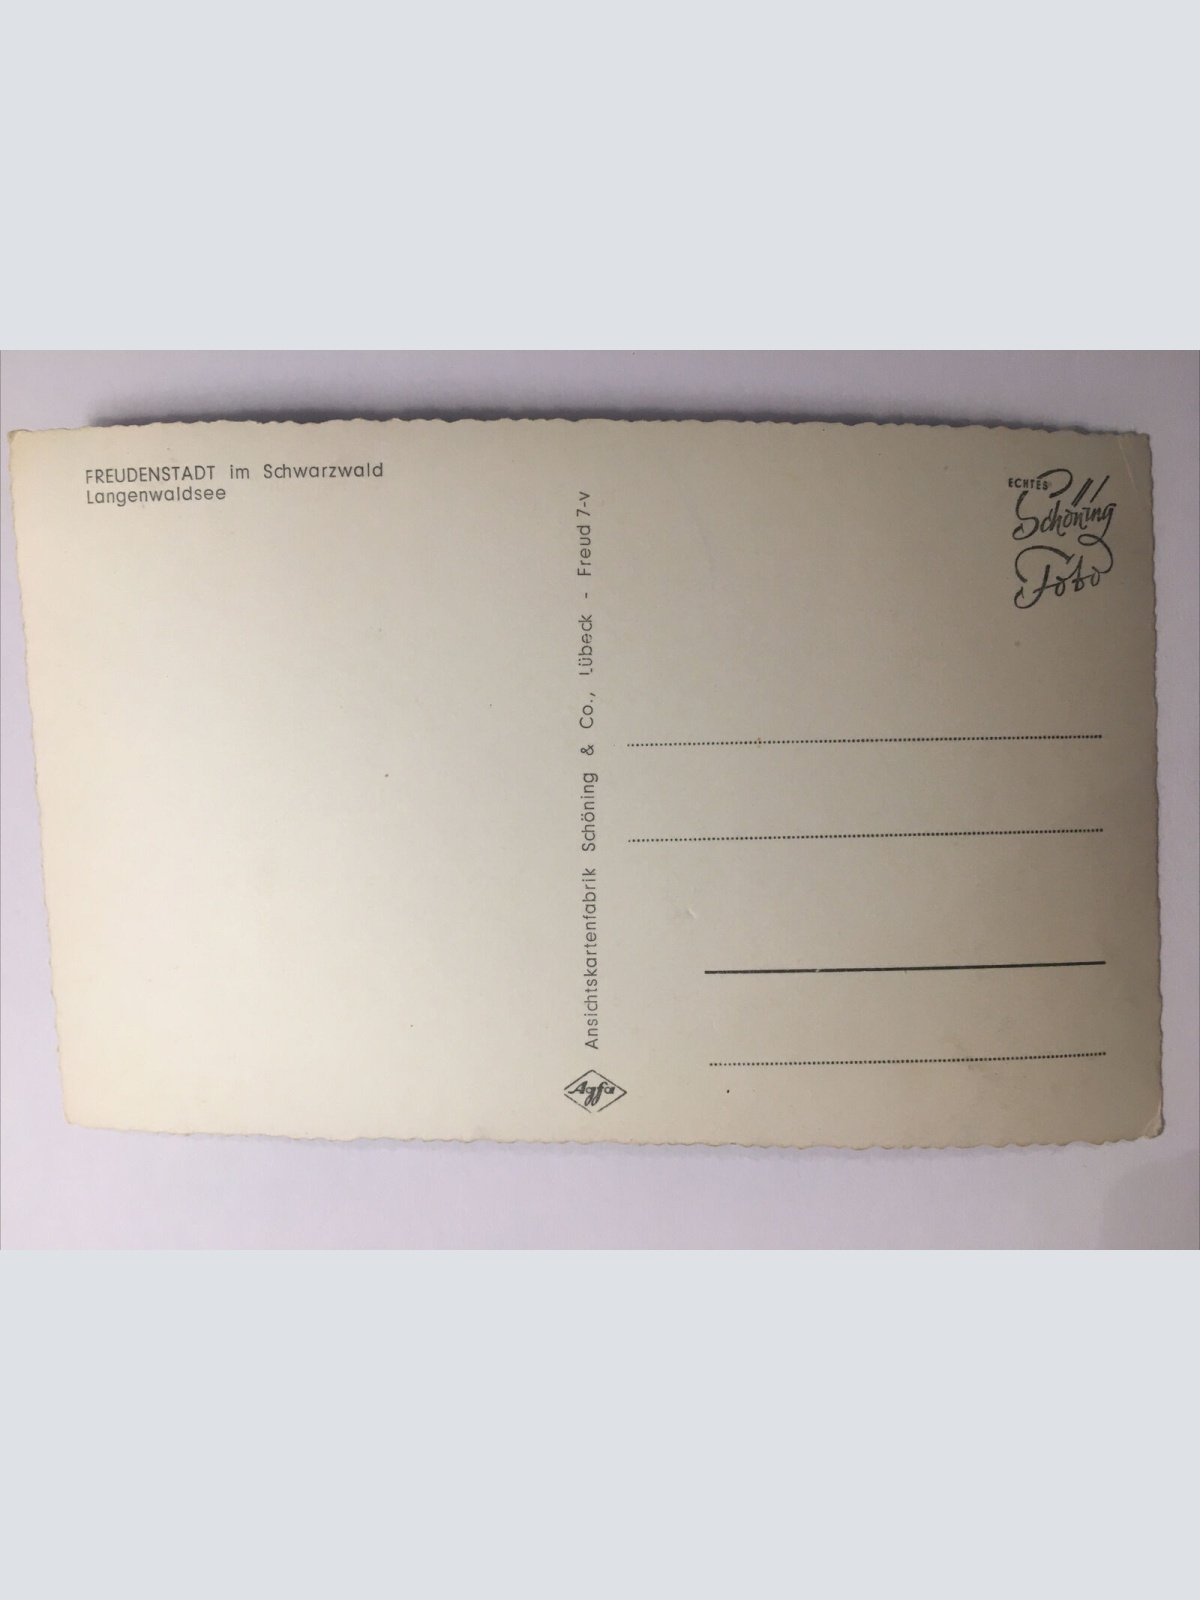 FREUDENSTADT im Schwarzwald
Langenwaldsee
Ansichtskartenfabrik Schöning & Co., Lübeck - Freud 7-v
Agfa
ECHTES
Schöning
Foto